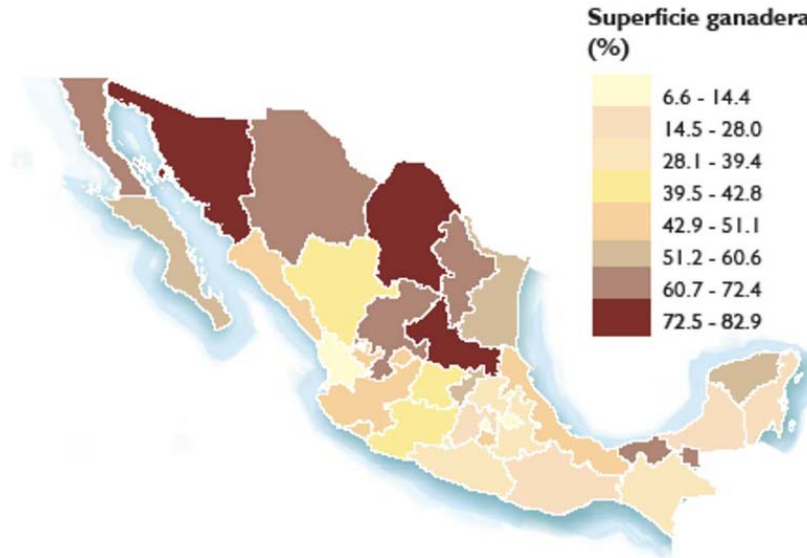 Superficie ganadera
(%)
6.6 - 14.4
14.5 - 28.0
28.1 - 39.4
39.5 - 42.8
42.9 - 51.1
51.2 - 60.6
60.7 - 72.4
72.5 - 82.9